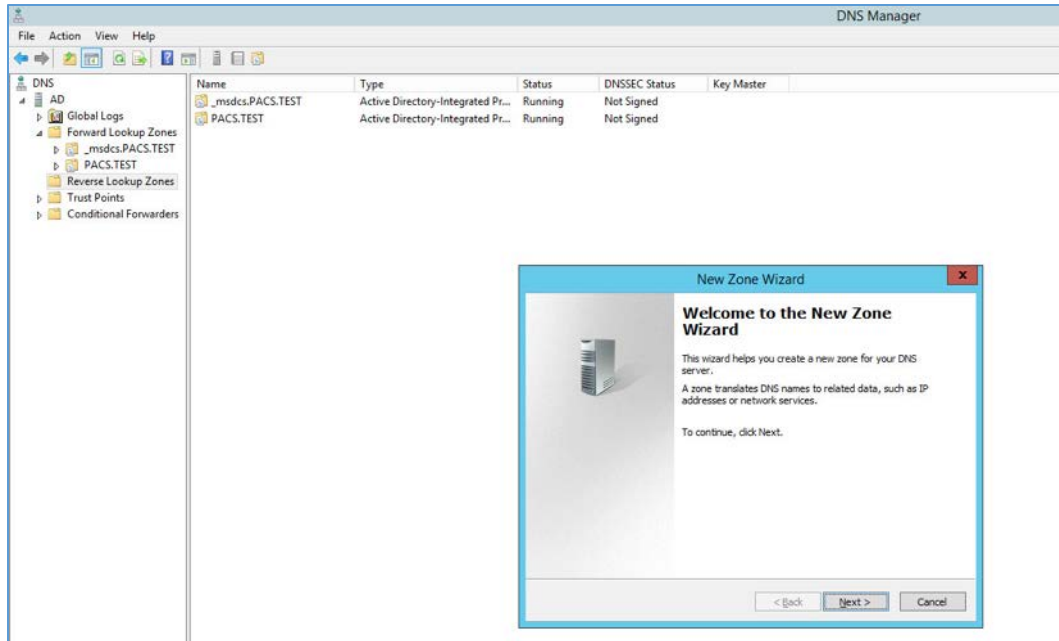 DNS Manager
File Action View Help
DNS
AD
Global Logs
Forward Lookup Zones
_msdcs.PACS.TEST
PACS.TEST
Reverse Lookup Zones
Trust Points
Conditional Forwarders
Name Type Status DNSSEC Status Key Master
_msdcs.PACS.TEST Active Directory-Integrated Pr... Running Not Signed
PACS.TEST Active Directory-Integrated Pr... Running Not Signed
New Zone Wizard
x
Welcome to the New Zone
Wizard
This wizard helps you create a new zone for your DNS
server.
A zone translates DNS names to related data, such as IP
addresses or network services.
To continue, click Next.
< Back Next > Cancel